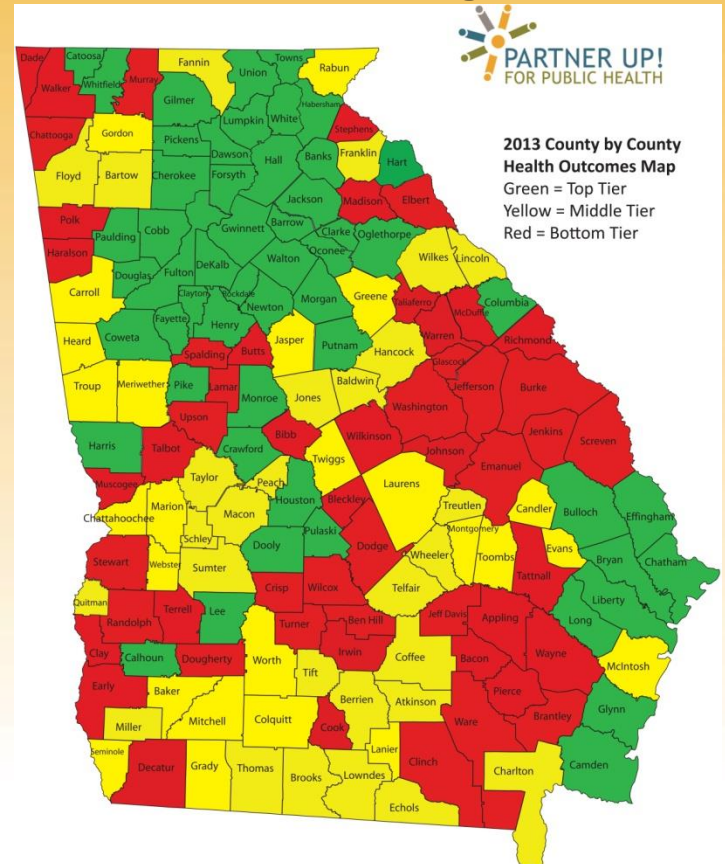 PARTNER UP!
FOR PUBLIC HEALTH
2013 County by County
Health Outcomes Map
Green = Top Tier
Yellow = Middle Tier
Red = Bottom Tier
Dade
Catoosa
Whitfield
Murray
Fannin
Union
Towns
Rabun
Walker
Gilmer
Lumpkin
White
Habersham
Stephens
Chattooga
Gordon
Pickens
Dawson
Hall
Banks
Franklin
Hart
Floyd
Bartow
Cherokee
Forsyth
Jackson
Madison
Elbert
Polk
Paulding
Cobb
Gwinnett
Barrow
Clarke
Oglethorpe
Oconee
Wilkes
Lincoln
Haralson
Douglas
Fulton
DeKalb
Walton
Carroll
Clayton
Rockdale
Newton
Morgan
Greene
Taliaferro
McDuffie
Columbia
Heard
Coweta
Fayette
Henry
Jasper
Putnam
Hancock
Warren
Richmond
Glascock
Spalding
Butts
Troup
Meriwether
Pike
Lamar
Monroe
Jones
Baldwin
Washington
Jefferson
Burke
Upson
Harris
Talbot
Crawford
Bibb
Twiggs
Wilkinson
Johnson
Jenkins
Screven
Emanuel
Muscogee
Taylor
Peach
Houston
Bleckley
Laurens
Treutlen
Candler
Bulloch
Effingham
Chattahoochee
Marion
Macon
Schley
Dooly
Pulaski
Dodge
Wheeler
Montgomery
Toombs
Evans
Tattnall
Bryan
Chatham
Stewart
Webster
Sumter
Crisp
Wilcox
Telfair
Liberty
Long
Quitman
Randolph
Terrell
Lee
Turner
Ben Hill
Jeff Davis
Appling
Wayne
McIntosh
Clay
Calhoun
Dougherty
Worth
Tift
Irwin
Coffee
Bacon
Pierce
Brantley
Glynn
Early
Baker
Mitchell
Colquitt
Berrien
Atkinson
Ware
Miller
Cook
Lanier
Clinch
Charlton
Camden
Seminole
Decatur
Grady
Thomas
Brooks
Lowndes
Echols